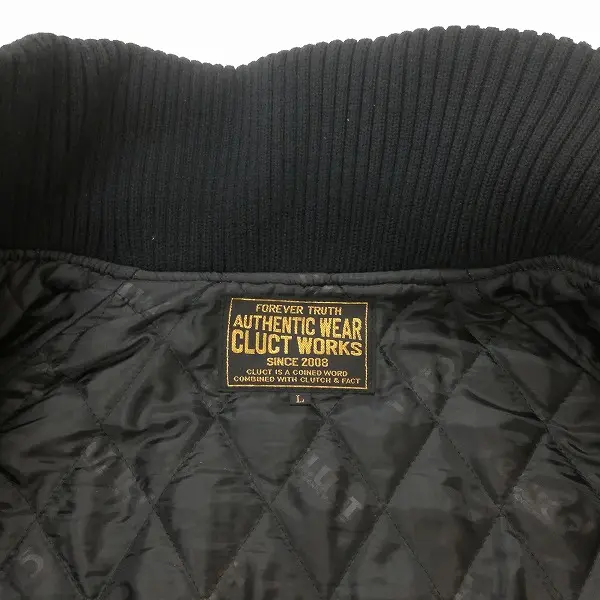 FOREVER TRUTH
AUTHENTIC WEAR
CLUCT WORKS
SINCE 2008
CLUCT IS A COINED WORD
COMBINED WITH CLUTCH & FACT
L